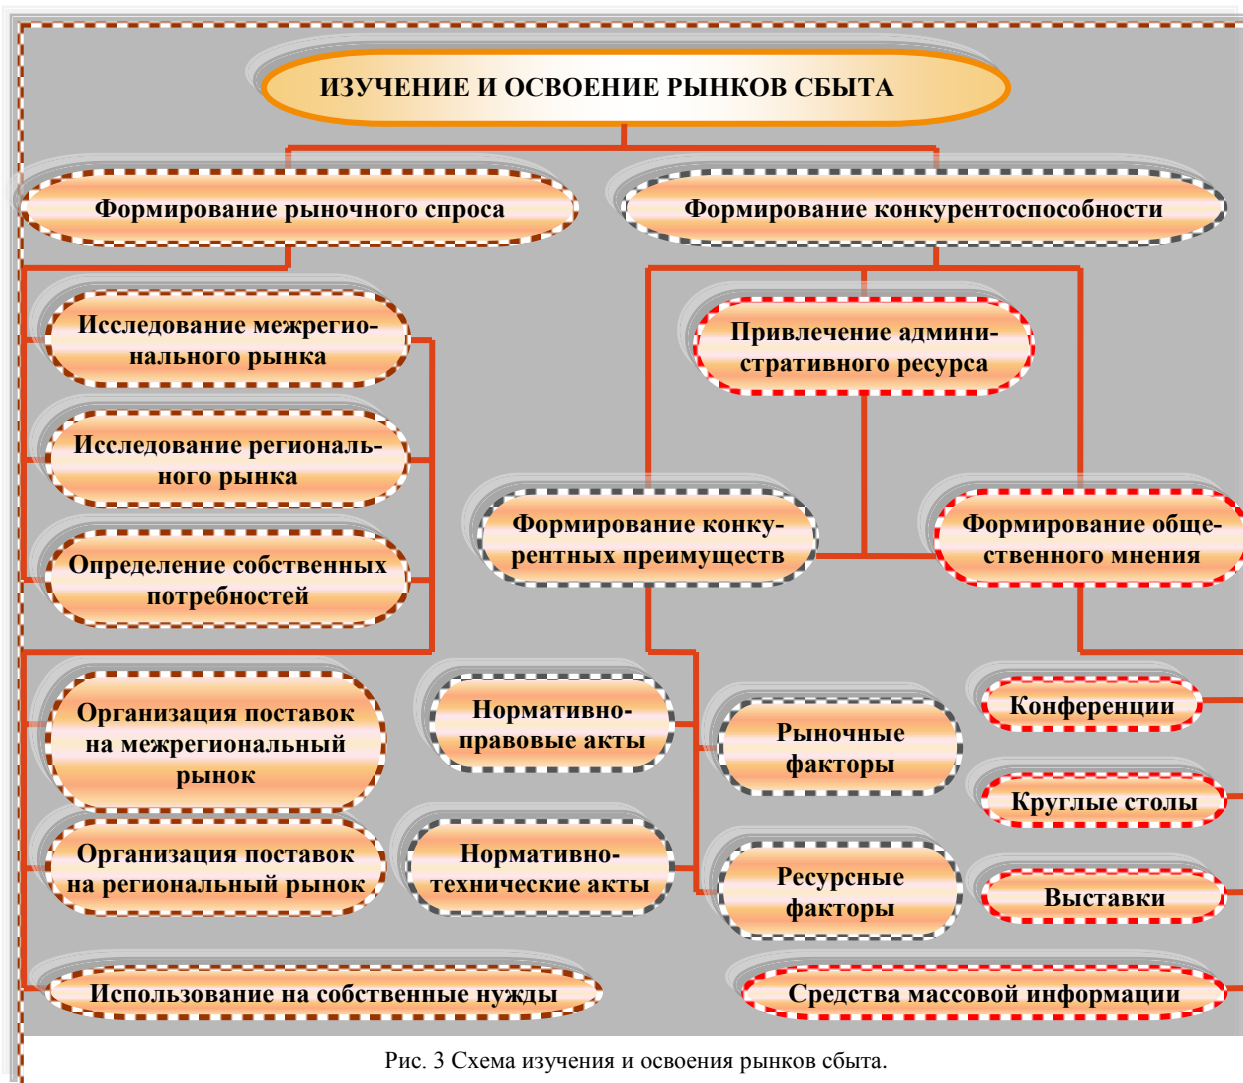 ИЗУЧЕНИЕ И ОСВОЕНИЕ РЫНКОВ СБЫТА
Формирование рыночного спроса
Формирование конкурентоспособности
Исследование межрегио-
нального рынка
Привлечение админи-
стративного ресурса
Исследование региональ-
ного рынка
Формирование конку-
рентных преимуществ
Формирование обще-
ственного мнения
Определение собственных
потребностей
Организация поставок
на межрегиональный
рынок
Нормативно-
правовые акты
Рыночные
факторы
Конференции
Круглые столы
Организация поставок
на региональный рынок
Нормативно-
технические акты
Ресурсные
факторы
Выставки
Использование на собственные нужды
Средства массовой информации
Рис. 3 Схема изучения и освоения рынков сбыта.